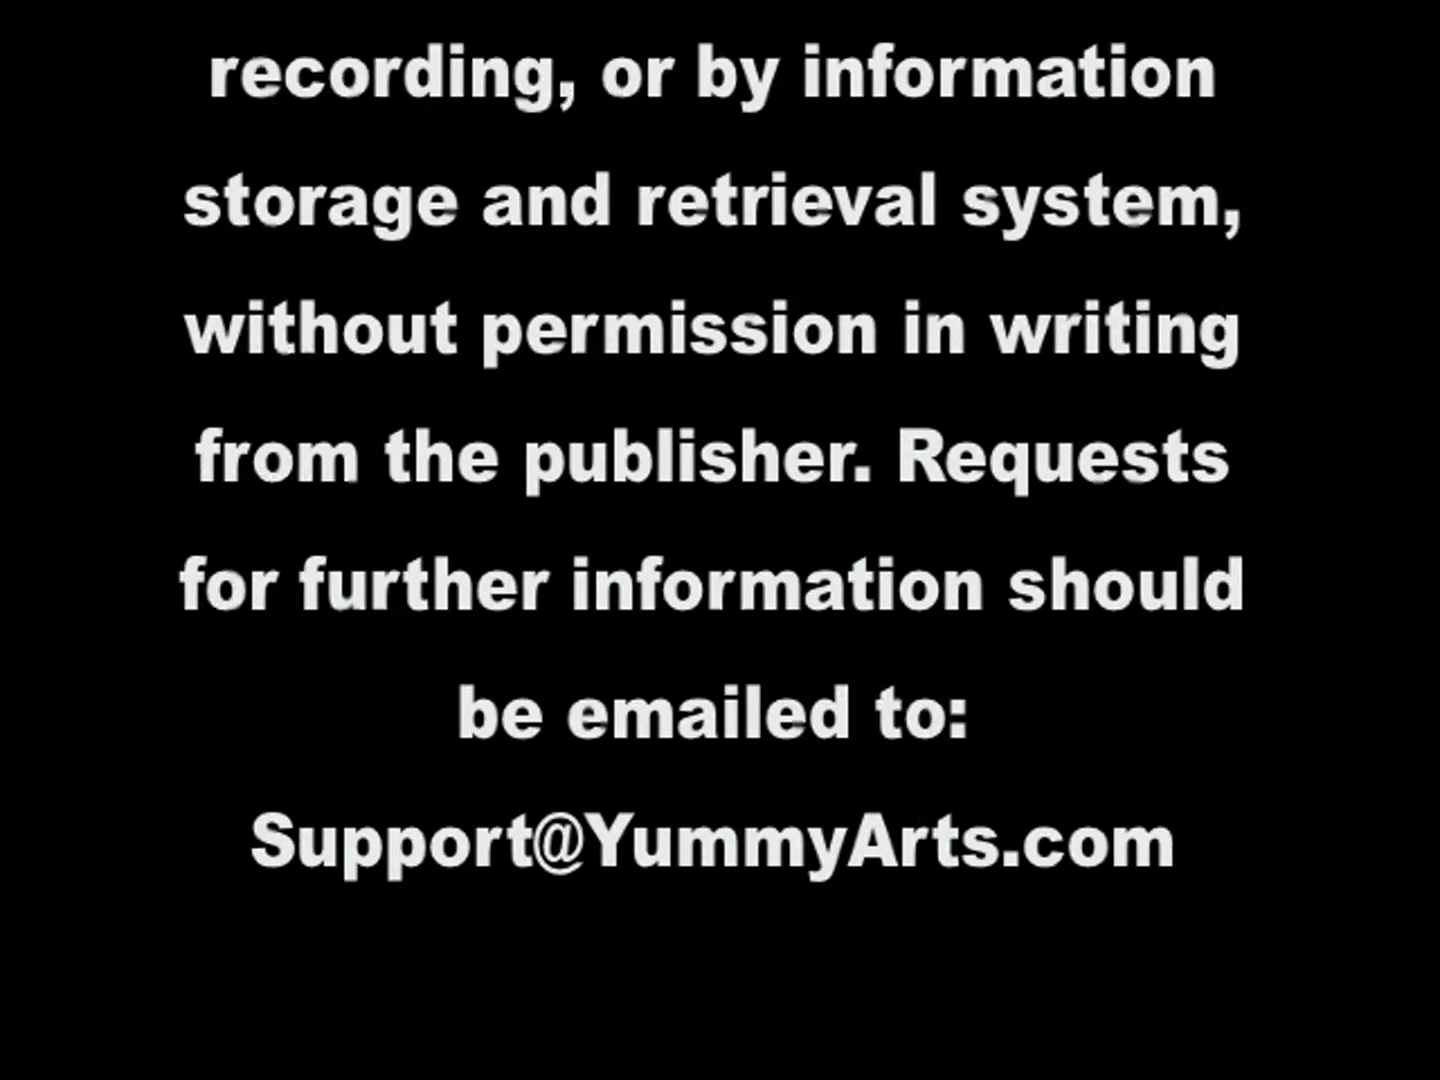 recording, or by information
storage and retrieval system,
without permission in writing
from the publisher. Requests
for further information should
be emailed to:
Support@YummyArts.com